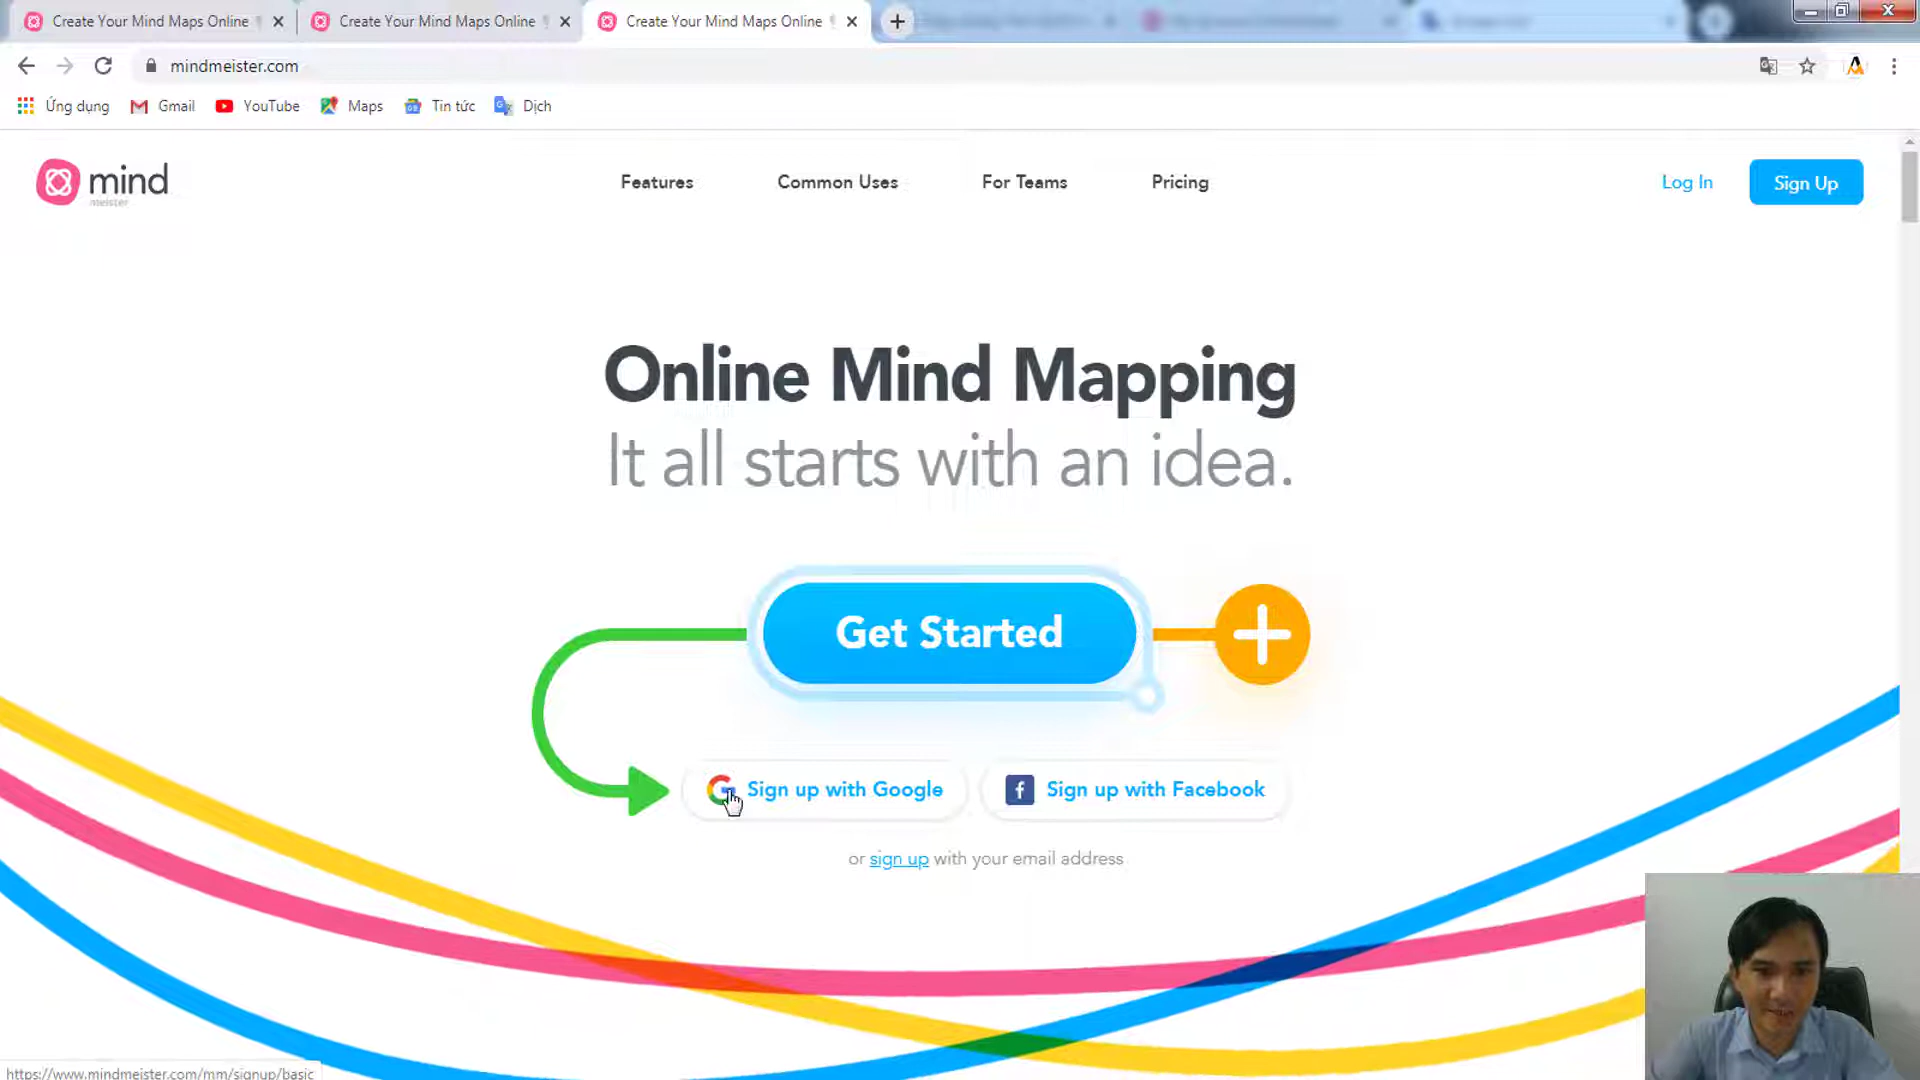 Create Your Mind Maps Online
Create Your Mind Maps Online
Create Your Mind Maps Online
mindmeister.com
Ứng dụng
Gmail
YouTube
Maps
Tin tức
Dịch
mind
meister
Features
Common Uses
For Teams
Pricing
Log In
Sign Up
Online Mind Mapping
It all starts with an idea.
Get Started
Sign up with Google
Sign up with Facebook
or sign up with your email address
https://www.mindmeister.com/mm/signup/basic